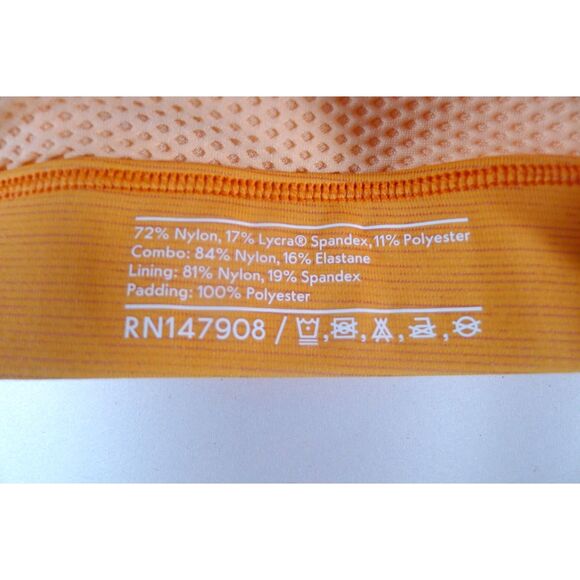 72% Nylon, 17% Lycra® Spandex, 11% Polyester
Combo: 84% Nylon, 16% Elastane
Lining: 81% Nylon, 19% Spandex
Padding: 100% Polyester
RN147908 /